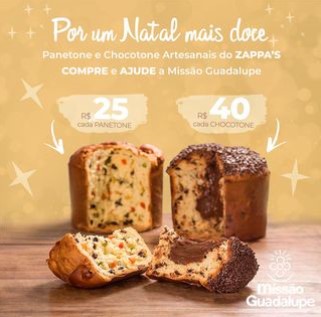 Por um Natal mais doce
Panetone e Chocotone Artesanais do ZAPPA'S
COMPRE e AJUDE a Missão Guadalupe
R$ 25
cada PANETONE
R$ 40
cada CHOCOTONE
Missão
Guadalupe